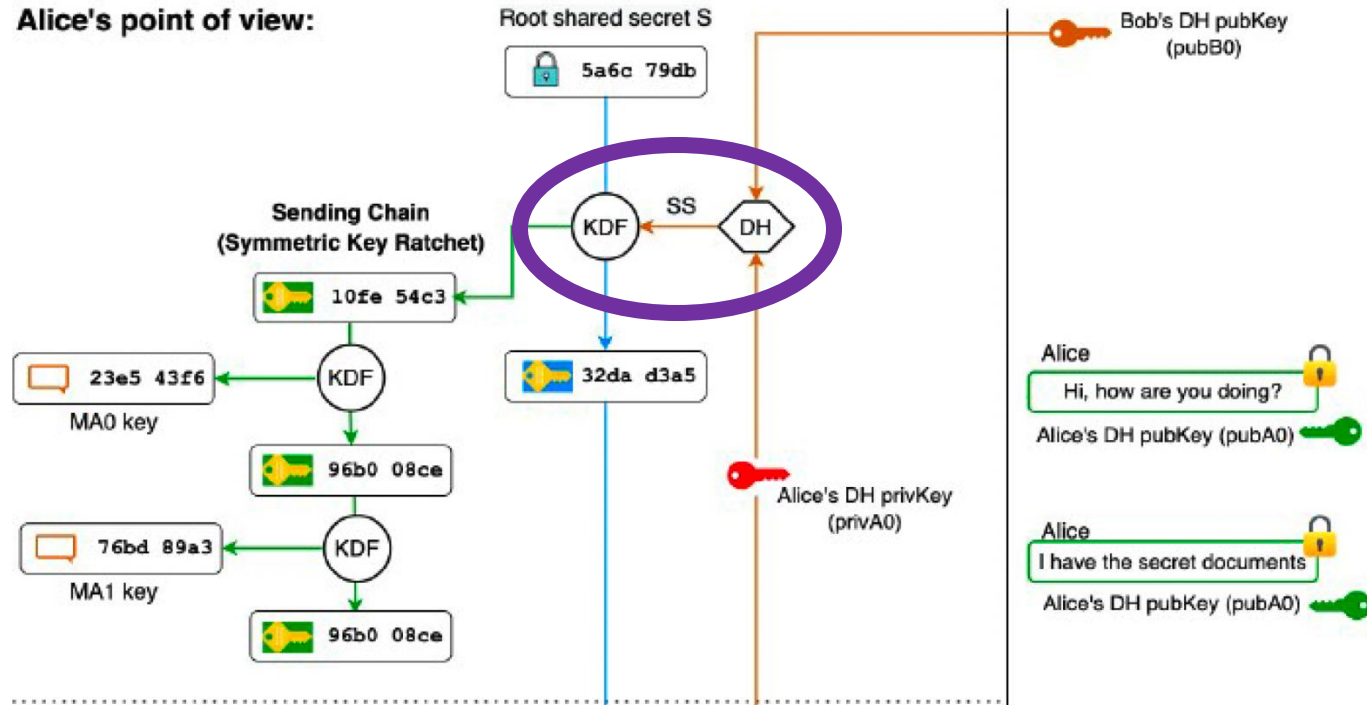 Alice's point of view:
Root shared secret S
5a6c 79db
Bob's DH pubKey
(pubB0)
SS
KDF
DH
Sending Chain
(Symmetric Key Ratchet)
10fe 54c3
32da d3a5
23e5 43f6
KDF
MA0 key
96b0 08ce
Alice's DH privKey
(privA0)
76bd 89a3
KDF
MA1 key
96b0 08ce
Alice
Hi, how are you doing?
Alice's DH pubKey (pubA0)
Alice
I have the secret documents
Alice's DH pubKey (pubA0)